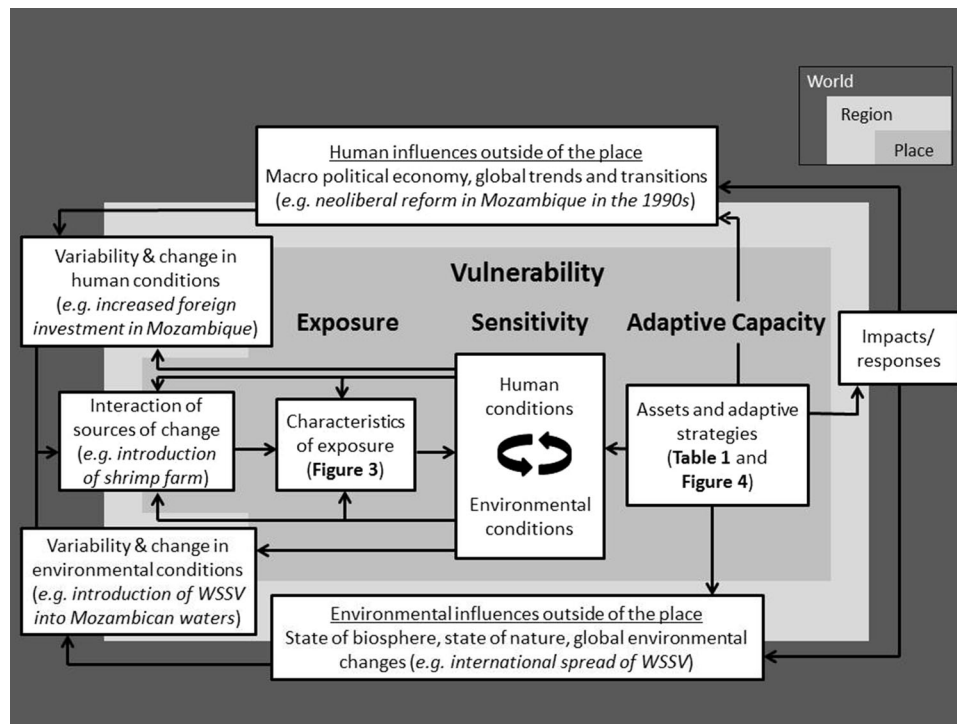 World
Region
Place
Human influences outside of the place
Macro political economy, global trends and transitions
(e.g. neoliberal reform in Mozambique in the 1990s)
Variability & change in
human conditions
(e.g. increased foreign
investment in Mozambique)
Vulnerability
Exposure
Sensitivity
Adaptive Capacity
Impacts/
responses
Interaction of
sources of change
(e.g. introduction
of shrimp farm)
Characteristics
of exposure
(Figure 3)
Human
conditions
Environmental
conditions
Assets and adaptive
strategies
(Table 1 and
Figure 4)
Variability & change in
environmental conditions
(e.g. introduction of WSSV
into Mozambican waters)
Environmental influences outside of the place
State of biosphere, state of nature, global environmental
changes (e.g. international spread of WSSV)